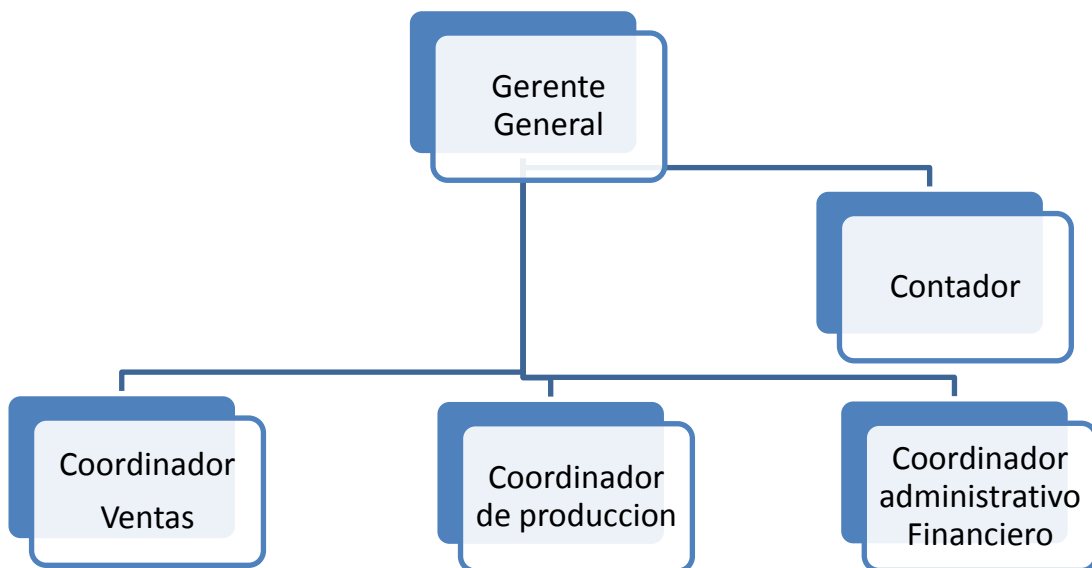 Gerente
General
Contador
Coordinador
Ventas
Coordinador
de produccion
Coordinador
administrativo
Financiero